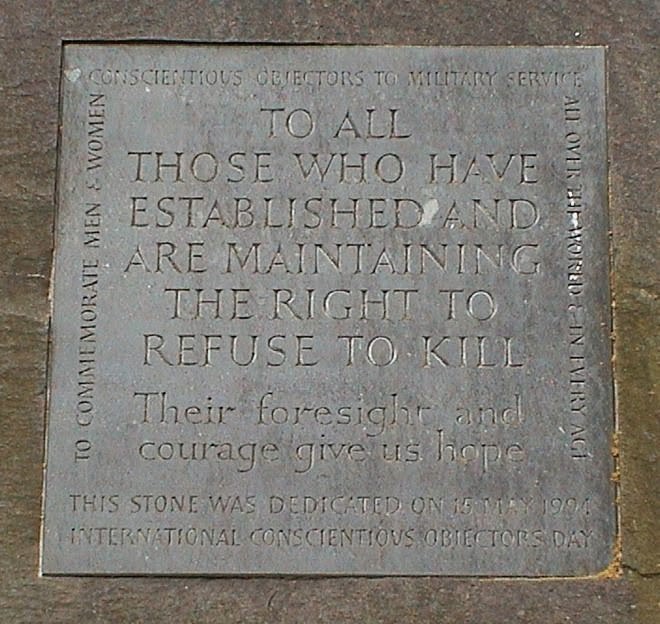 TO COMMEMORATE MEN & WOMEN
CONSCIENTIOUS OBJECTORS TO MILITARY SERVICE
ALL OVER THE WORLD & IN EVERY AGE
TO ALL
THOSE WHO HAVE
ESTABLISHED AND
ARE MAINTAINING
THE RIGHT TO
REFUSE TO KILL
Their foresight and
courage give us hope
THIS STONE WAS DEDICATED ON 15 MAY 1994
INTERNATIONAL CONSCIENTIOUS OBJECTORS DAY